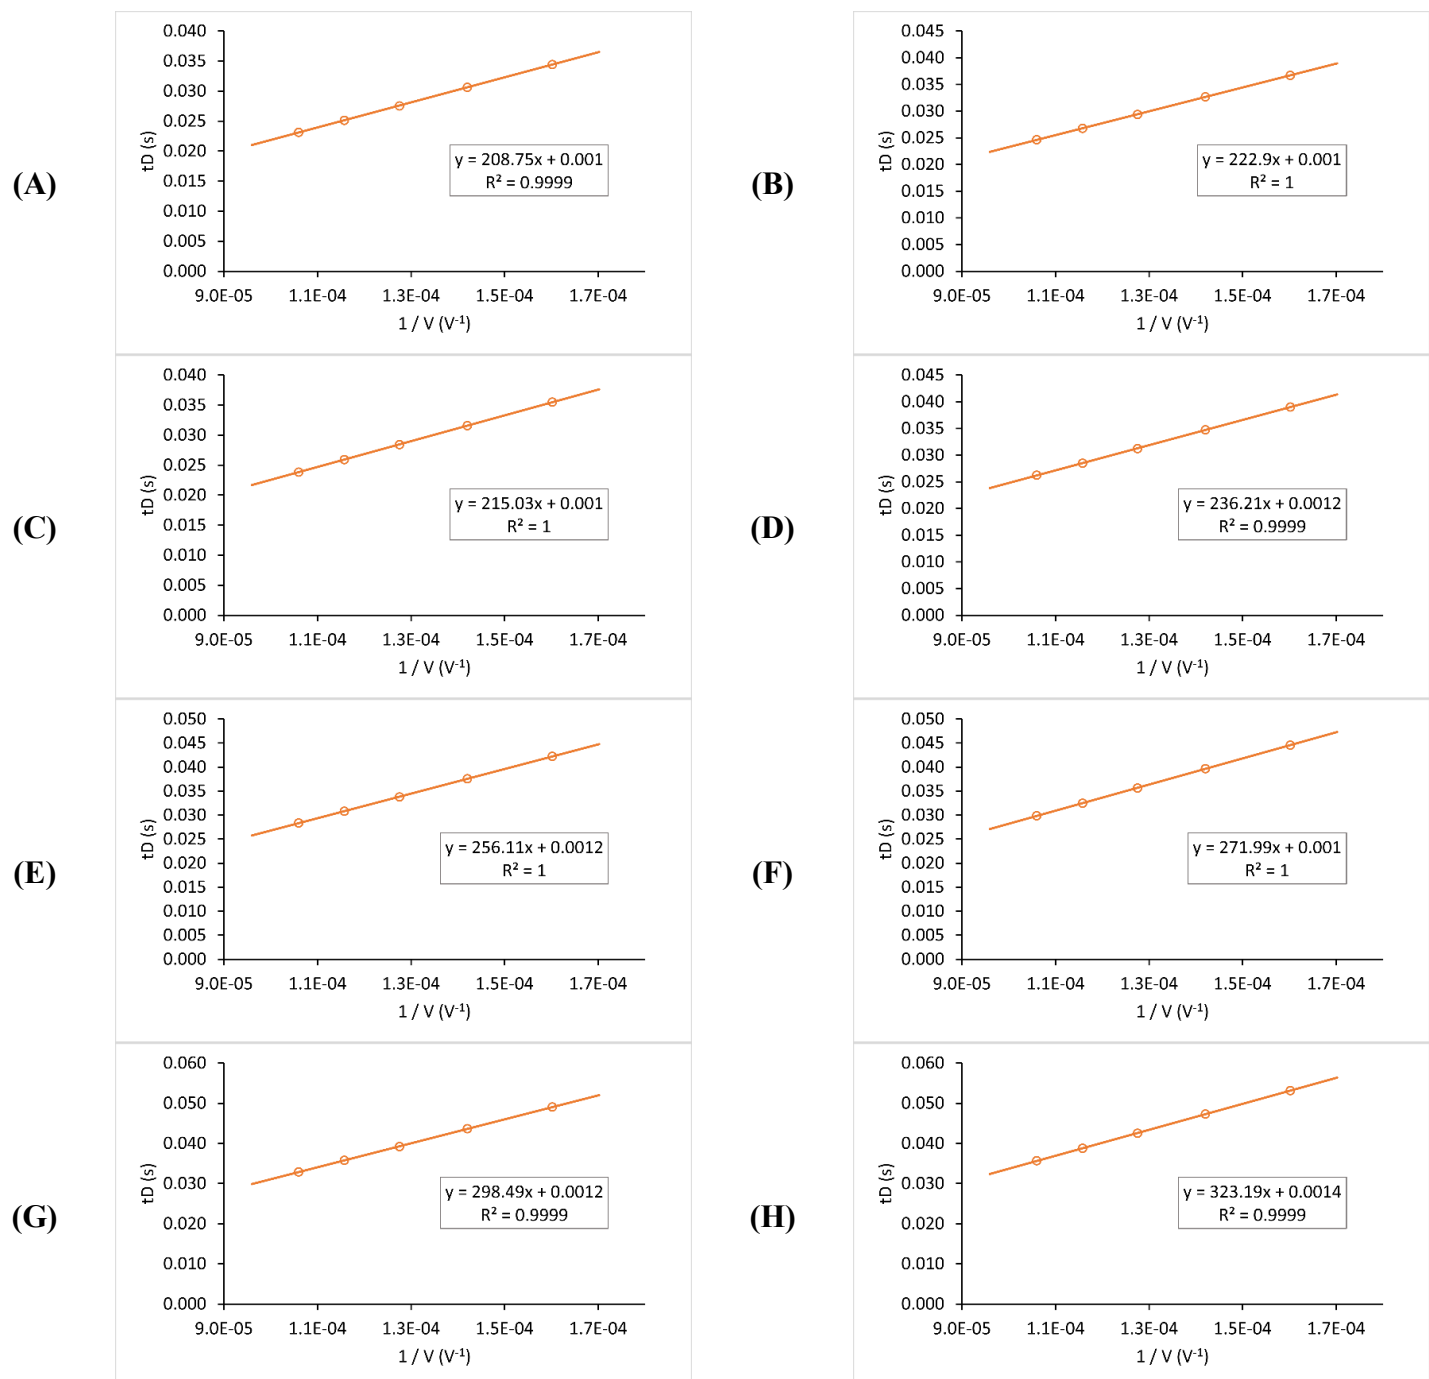 (A)
0.040
0.035
0.030
0.025
0.020
0.015
0.010
0.005
0.000
tD (s)
y = 208.75x + 0.001
R² = 0.9999
9.0E-05 1.1E-04 1.3E-04 1.5E-04 1.7E-04
1 / V (V⁻¹)
(B)
0.045
0.040
0.035
0.030
0.025
0.020
0.015
0.010
0.005
0.000
tD (s)
y = 222.9x + 0.001
R² = 1
9.0E-05 1.1E-04 1.3E-04 1.5E-04 1.7E-04
1 / V (V⁻¹)
(C)
0.040
0.035
0.030
0.025
0.020
0.015
0.010
0.005
0.000
tD (s)
y = 215.03x + 0.001
R² = 1
9.0E-05 1.1E-04 1.3E-04 1.5E-04 1.7E-04
1 / V (V⁻¹)
(D)
0.045
0.040
0.035
0.030
0.025
0.020
0.015
0.010
0.005
0.000
tD (s)
y = 236.21x + 0.0012
R² = 0.9999
9.0E-05 1.1E-04 1.3E-04 1.5E-04 1.7E-04
1 / V (V⁻¹)
(E)
0.050
0.045
0.040
0.035
0.030
0.025
0.020
0.015
0.010
0.005
0.000
tD (s)
y = 256.11x + 0.0012
R² = 1
9.0E-05 1.1E-04 1.3E-04 1.5E-04 1.7E-04
1 / V (V⁻¹)
(F)
0.050
0.045
0.040
0.035
0.030
0.025
0.020
0.015
0.010
0.005
0.000
tD (s)
y = 271.99x + 0.001
R² = 1
9.0E-05 1.1E-04 1.3E-04 1.5E-04 1.7E-04
1 / V (V⁻¹)
(G)
0.060
0.050
0.040
0.030
0.020
0.010
0.000
tD (s)
y = 298.49x + 0.0012
R² = 0.9999
9.0E-05 1.1E-04 1.3E-04 1.5E-04 1.7E-04
1 / V (V⁻¹)
(H)
0.060
0.050
0.040
0.030
0.020
0.010
0.000
tD (s)
y = 323.19x + 0.0014
R² = 0.9999
9.0E-05 1.1E-04 1.3E-04 1.5E-04 1.7E-04
1 / V (V⁻¹)